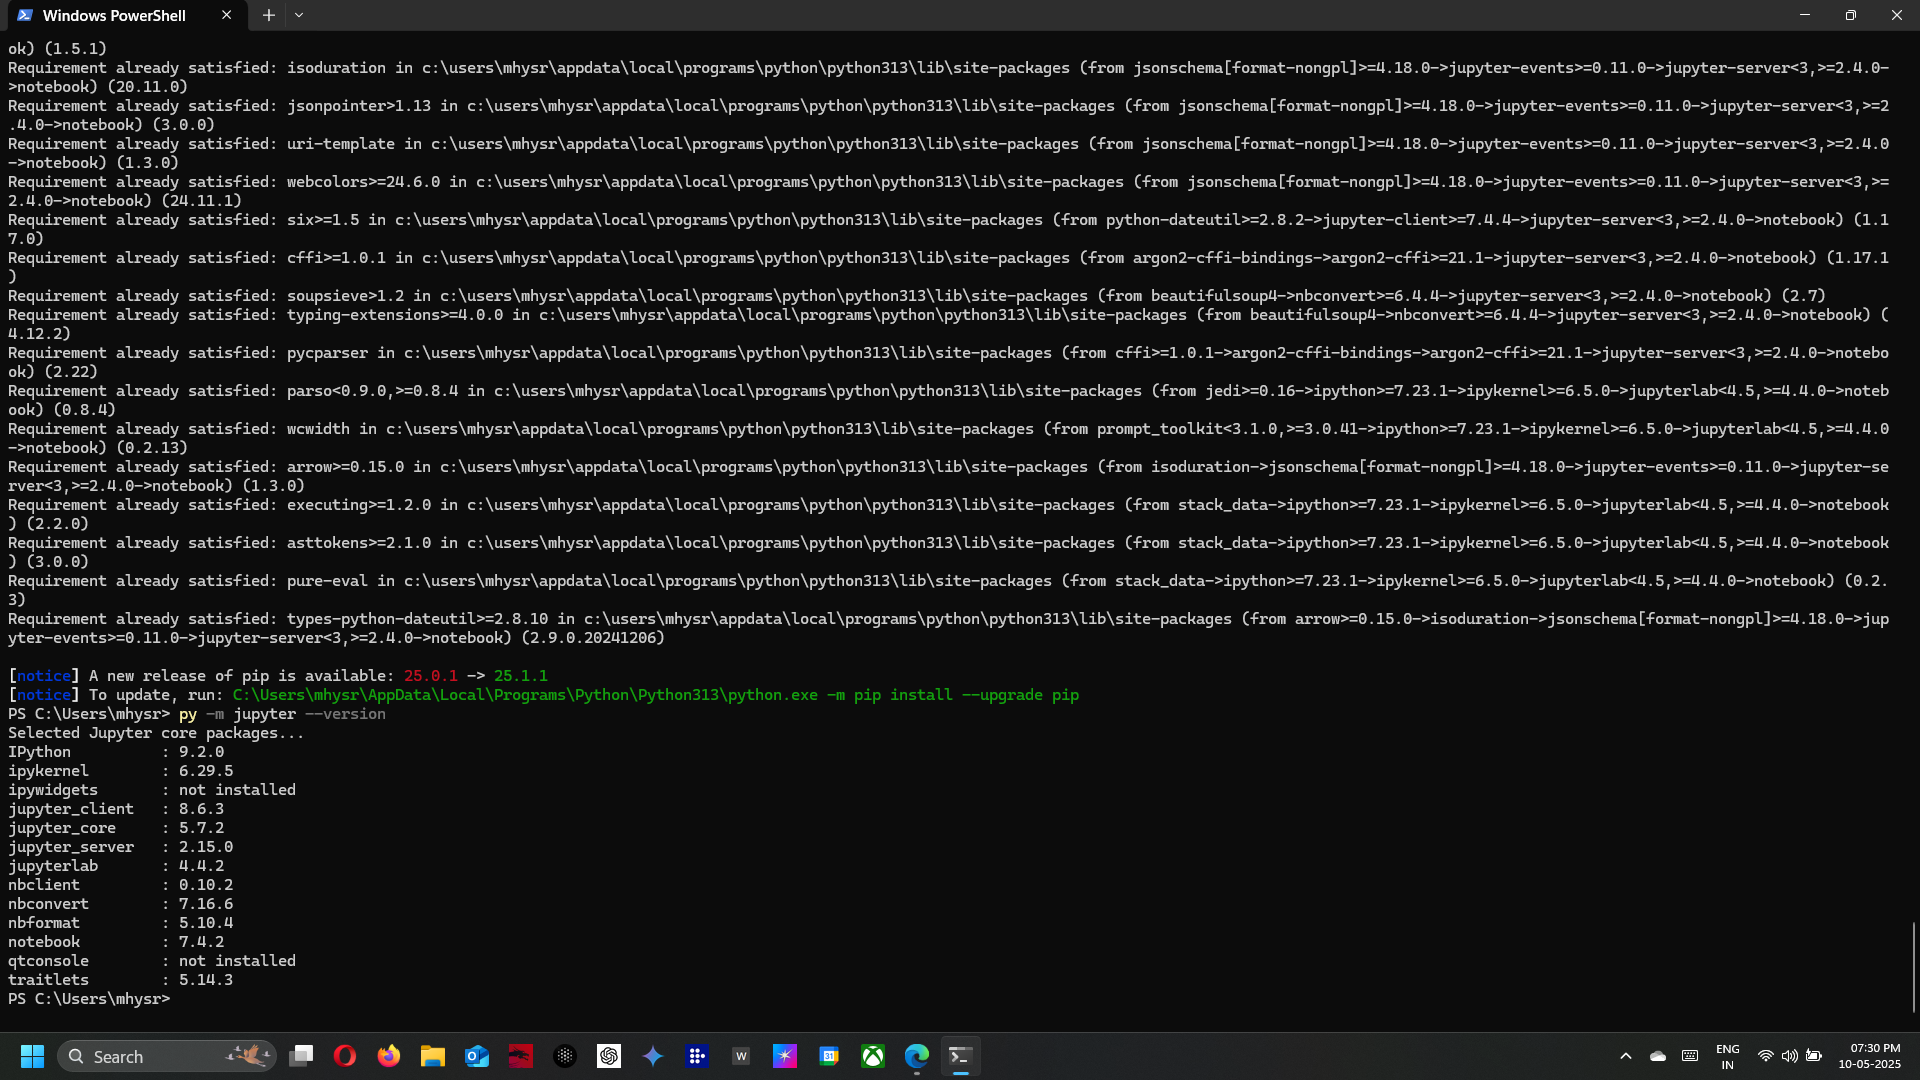 Windows PowerShell
ok) (1.5.1)
Requirement already satisfied: isoduration in c:\users\mhysr\appdata\local\programs\python\python313\lib\site-packages (from jsonschema[format-nongpl]>=4.18.0->jupyter-events>=0.11.0->jupyter-server<3,>=2.4.0-
>notebook) (20.11.0)
Requirement already satisfied: jsonpointer>1.13 in c:\users\mhysr\appdata\local\programs\python\python313\lib\site-packages (from jsonschema[format-nongpl]>=4.18.0->jupyter-events>=0.11.0->jupyter-server<3,>=2
.4.0->notebook) (3.0.0)
Requirement already satisfied: uri-template in c:\users\mhysr\appdata\local\programs\python\python313\lib\site-packages (from jsonschema[format-nongpl]>=4.18.0->jupyter-events>=0.11.0->jupyter-server<3,>=2.4.0
->notebook) (1.3.0)
Requirement already satisfied: webcolors>=24.6.0 in c:\users\mhysr\appdata\local\programs\python\python313\lib\site-packages (from jsonschema[format-nongpl]>=4.18.0->jupyter-events>=0.11.0->jupyter-server<3,>=
2.4.0->notebook) (24.11.1)
Requirement already satisfied: six>=1.5 in c:\users\mhysr\appdata\local\programs\python\python313\lib\site-packages (from python-dateutil>=2.8.2->jupyter-client>=7.4.4->jupyter-server<3,>=2.4.0->notebook) (1.1
7.0)
Requirement already satisfied: cffi>=1.0.1 in c:\users\mhysr\appdata\local\programs\python\python313\lib\site-packages (from argon2-cffi-bindings->argon2-cffi>=21.1->jupyter-server<3,>=2.4.0->notebook) (1.17.1
)
Requirement already satisfied: soupsieve>1.2 in c:\users\mhysr\appdata\local\programs\python\python313\lib\site-packages (from beautifulsoup4->nbconvert>=6.4.4->jupyter-server<3,>=2.4.0->notebook) (2.7)
Requirement already satisfied: typing-extensions>=4.0.0 in c:\users\mhysr\appdata\local\programs\python\python313\lib\site-packages (from beautifulsoup4->nbconvert>=6.4.4->jupyter-server<3,>=2.4.0->notebook) (
4.12.2)
Requirement already satisfied: pycparser in c:\users\mhysr\appdata\local\programs\python\python313\lib\site-packages (from cffi>=1.0.1->argon2-cffi-bindings->argon2-cffi>=21.1->jupyter-server<3,>=2.4.0->notebo
ok) (2.22)
Requirement already satisfied: parso<0.9.0,>=0.8.4 in c:\users\mhysr\appdata\local\programs\python\python313\lib\site-packages (from jedi>=0.16->ipython>=7.23.1->ipykernel>=6.5.0->jupyterlab<4.5,>=4.4.0->noteb
ook) (0.8.4)
Requirement already satisfied: wcwidth in c:\users\mhysr\appdata\local\programs\python\python313\lib\site-packages (from prompt_toolkit<3.1.0,>=3.0.41->ipython>=7.23.1->ipykernel>=6.5.0->jupyterlab<4.5,>=4.4.0
->notebook) (0.2.13)
Requirement already satisfied: arrow>=0.15.0 in c:\users\mhysr\appdata\local\programs\python\python313\lib\site-packages (from isoduration->jsonschema[format-nongpl]>=4.18.0->jupyter-events>=0.11.0->jupyter-se
rver<3,>=2.4.0->notebook) (1.3.0)
Requirement already satisfied: executing>=1.2.0 in c:\users\mhysr\appdata\local\programs\python\python313\lib\site-packages (from stack_data->ipython>=7.23.1->ipykernel>=6.5.0->jupyterlab<4.5,>=4.4.0->notebook
) (2.2.0)
Requirement already satisfied: asttokens>=2.1.0 in c:\users\mhysr\appdata\local\programs\python\python313\lib\site-packages (from stack_data->ipython>=7.23.1->ipykernel>=6.5.0->jupyterlab<4.5,>=4.4.0->notebook
) (3.0.0)
Requirement already satisfied: pure-eval in c:\users\mhysr\appdata\local\programs\python\python313\lib\site-packages (from stack_data->ipython>=7.23.1->ipykernel>=6.5.0->jupyterlab<4.5,>=4.4.0->notebook) (0.2.
3)
Requirement already satisfied: types-python-dateutil>=2.8.10 in c:\users\mhysr\appdata\local\programs\python\python313\lib\site-packages (from arrow>=0.15.0->isoduration->jsonschema[format-nongpl]>=4.18.0->jup
yter-events>=0.11.0->jupyter-server<3,>=2.4.0->notebook) (2.9.0.20241206)
[notice] A new release of pip is available: 25.0.1 -> 25.1.1
[notice] To update, run: C:\Users\mhysr\AppData\Local\Programs\Python\Python313\python.exe -m pip install --upgrade pip
PS C:\Users\mhysr> py -m jupyter --version
Selected Jupyter core packages...
IPython          : 9.2.0
ipykernel        : 6.29.5
ipywidgets       : not installed
jupyter_client   : 8.6.3
jupyter_core     : 5.7.2
jupyter_server   : 2.15.0
jupyterlab       : 4.4.2
nbclient         : 0.10.2
nbconvert        : 7.16.6
nbformat         : 5.10.4
notebook         : 7.4.2
qtconsole        : not installed
traitlets        : 5.14.3
PS C:\Users\mhysr>
Search
W
31
ENG
IN
07:30 PM
10-05-2025